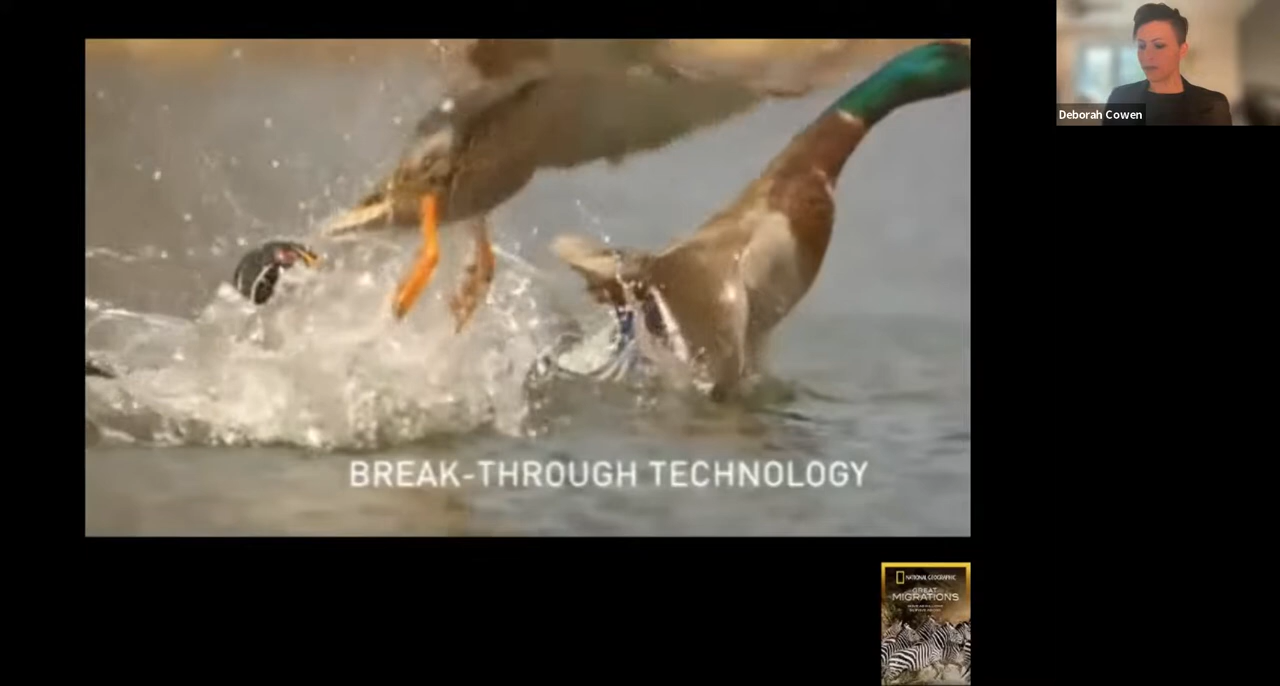 Deborah Cowen
BREAK-THROUGH TECHNOLOGY
NATIONAL GEOGRAPHIC
GREAT
MIGRATIONS